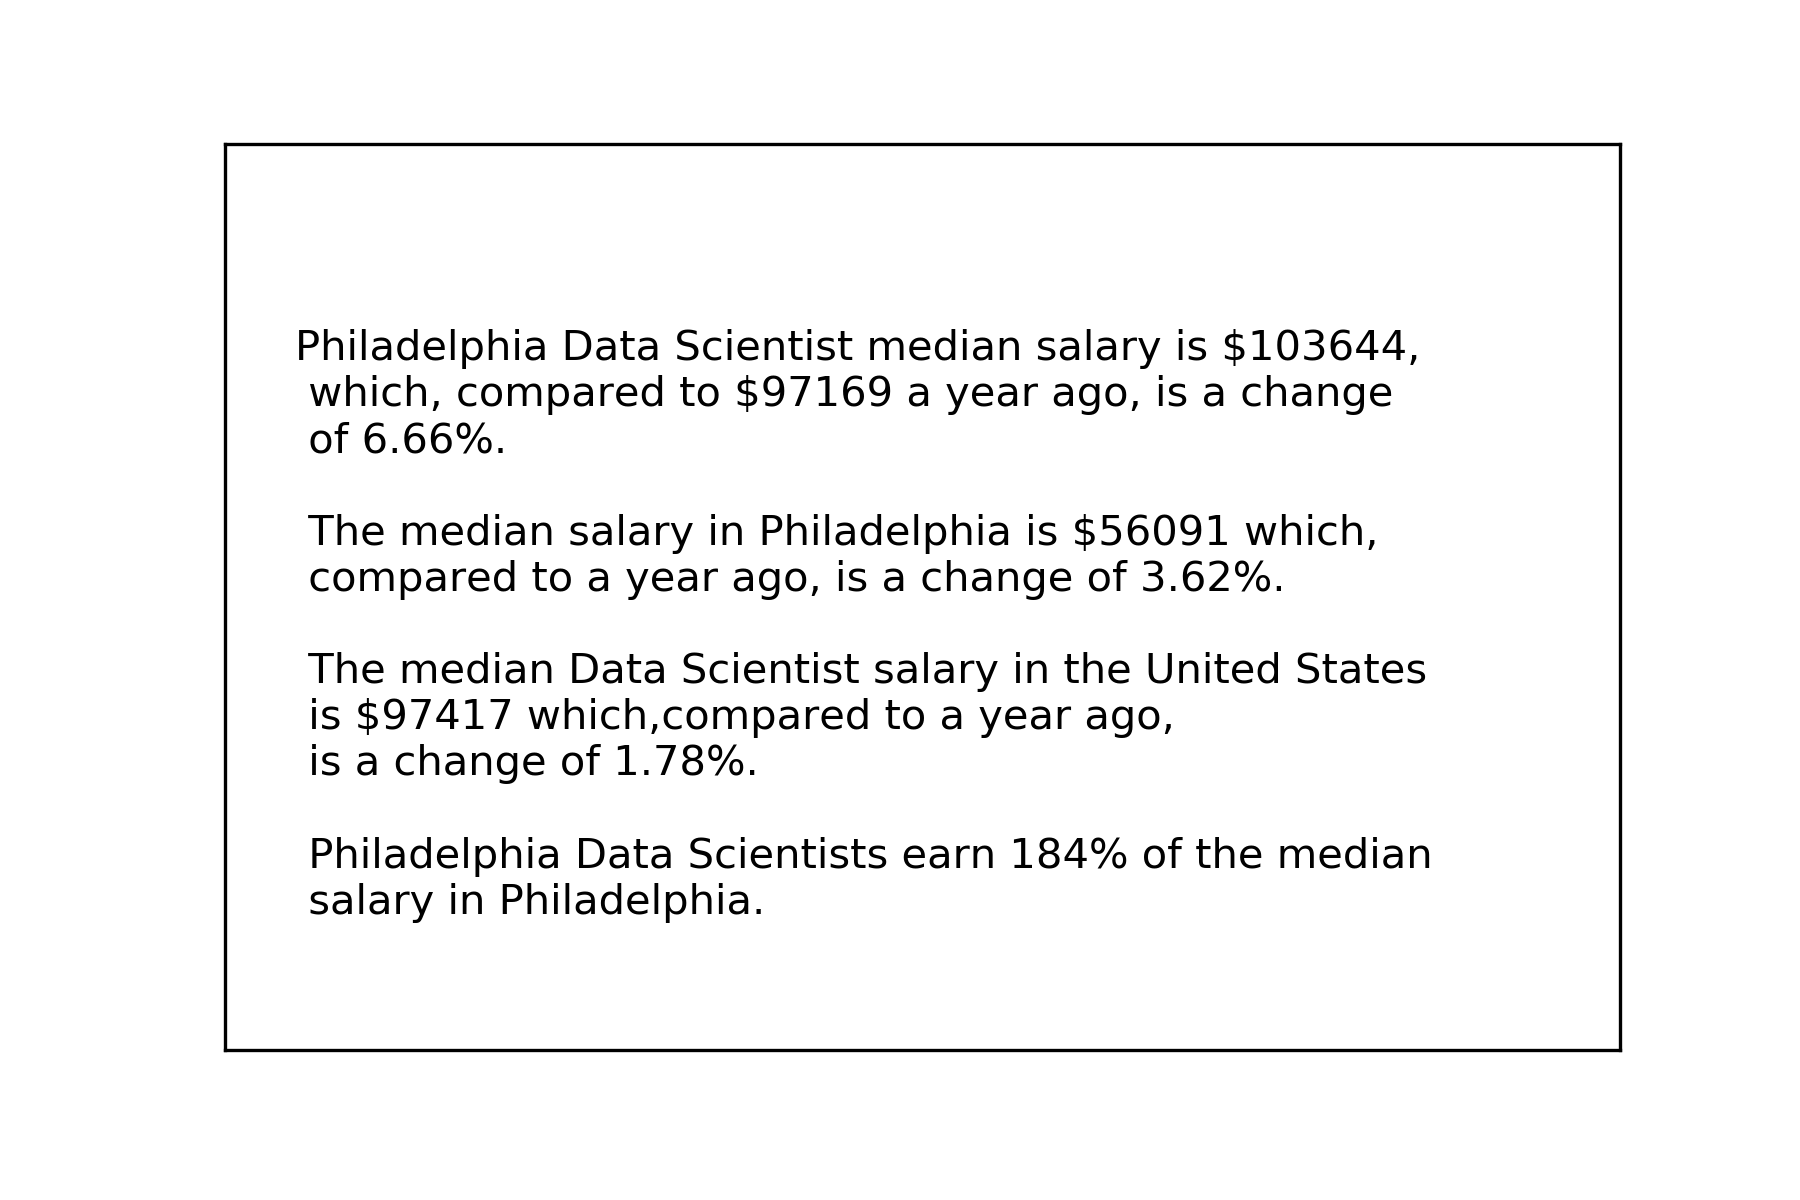 Philadelphia Data Scientist median salary is $103644,
which, compared to $97169 a year ago, is a change
of 6.66%.
The median salary in Philadelphia is $56091 which,
compared to a year ago, is a change of 3.62%.
The median Data Scientist salary in the United States
is $97417 which,compared to a year ago,
is a change of 1.78%.
Philadelphia Data Scientists earn 184% of the median
salary in Philadelphia.